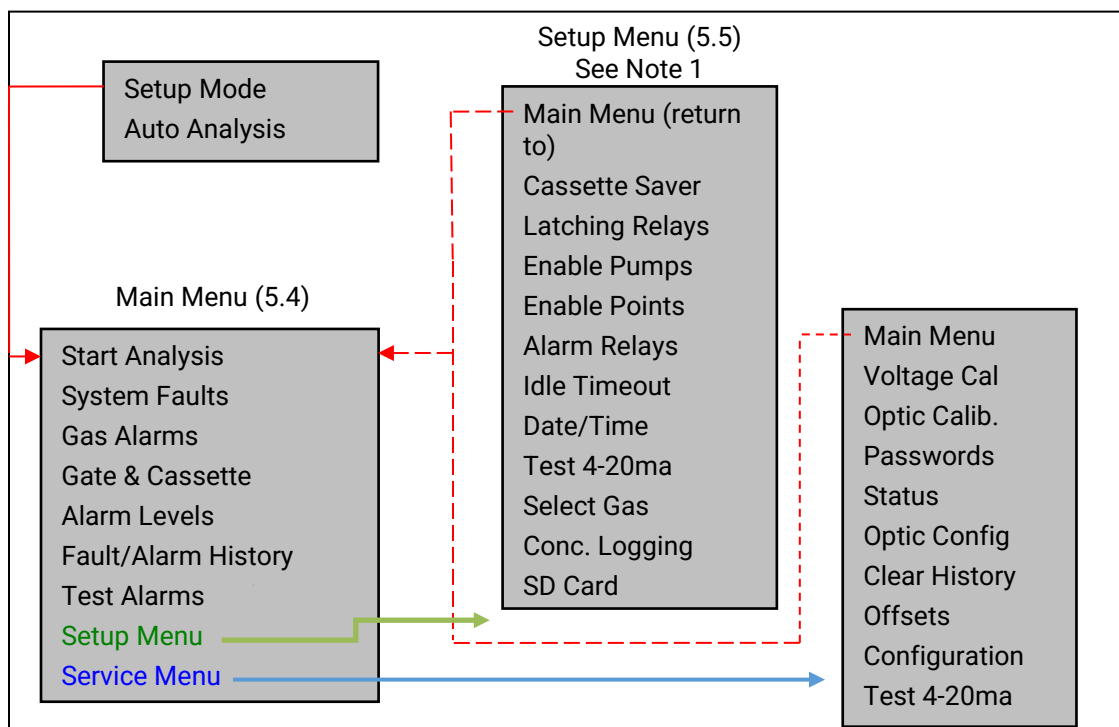 Setup Mode
Auto Analysis
Setup Menu (5.5)
See Note 1
Main Menu (return
to)
Cassette Saver
Latching Relays
Enable Pumps
Enable Points
Alarm Relays
Idle Timeout
Date/Time
Test 4-20ma
Select Gas
Conc. Logging
SD Card
Main Menu (5.4)
Start Analysis
System Faults
Gas Alarms
Gate & Cassette
Alarm Levels
Fault/Alarm History
Test Alarms
Setup Menu
Service Menu
Main Menu
Voltage Cal
Optic Calib.
Passwords
Status
Optic Config
Clear History
Offsets
Configuration
Test 4-20ma